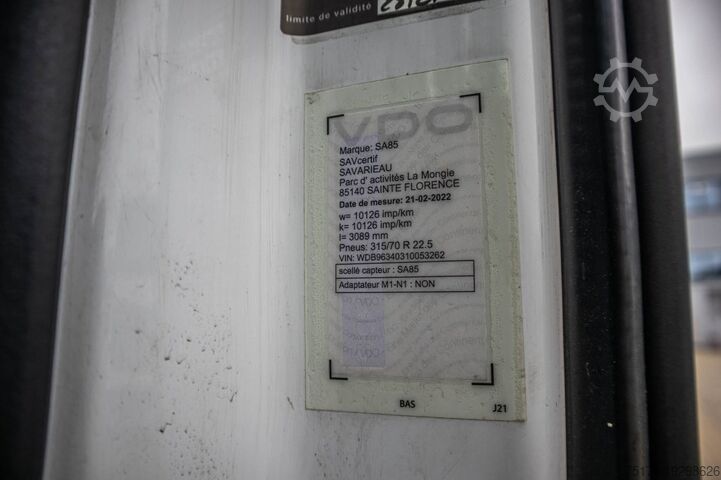 limite de validité
VDO
Marque: SA85
SAVcertif
SAVARIEAU
Parc d' activités La Mongie
85140 SAINTE FLORENCE
Date de mesure: 21-02-2022
w= 10126 imp/km
k= 10126 imp/km
l= 3089 mm
Pneus: 315/70 R 22.5
VIN: WDB96340310053262
scellé capteur : SA85
Adaptateur M1-N1 : NON
BAS
J21